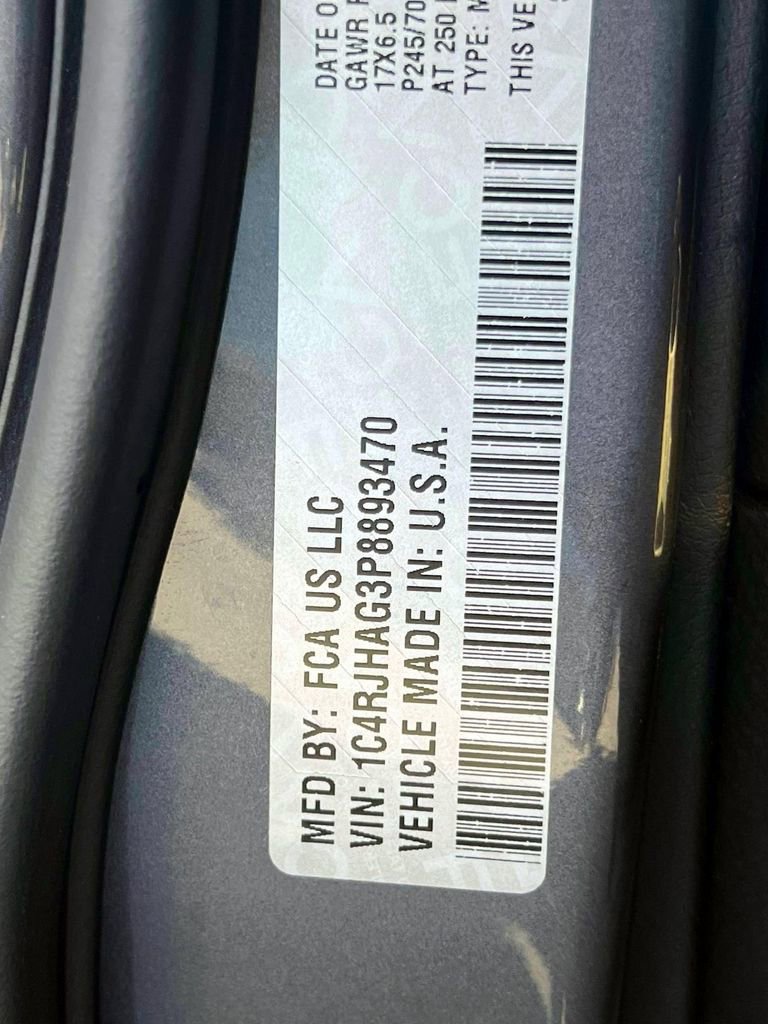 MFD BY: FCA US LLC
VIN: 1C4RJHAG3P8893470
VEHICLE MADE IN: U.S.A.
DATE O
GAWR
17X6.5
P245/70
AT 250
TYPE:
THIS VE